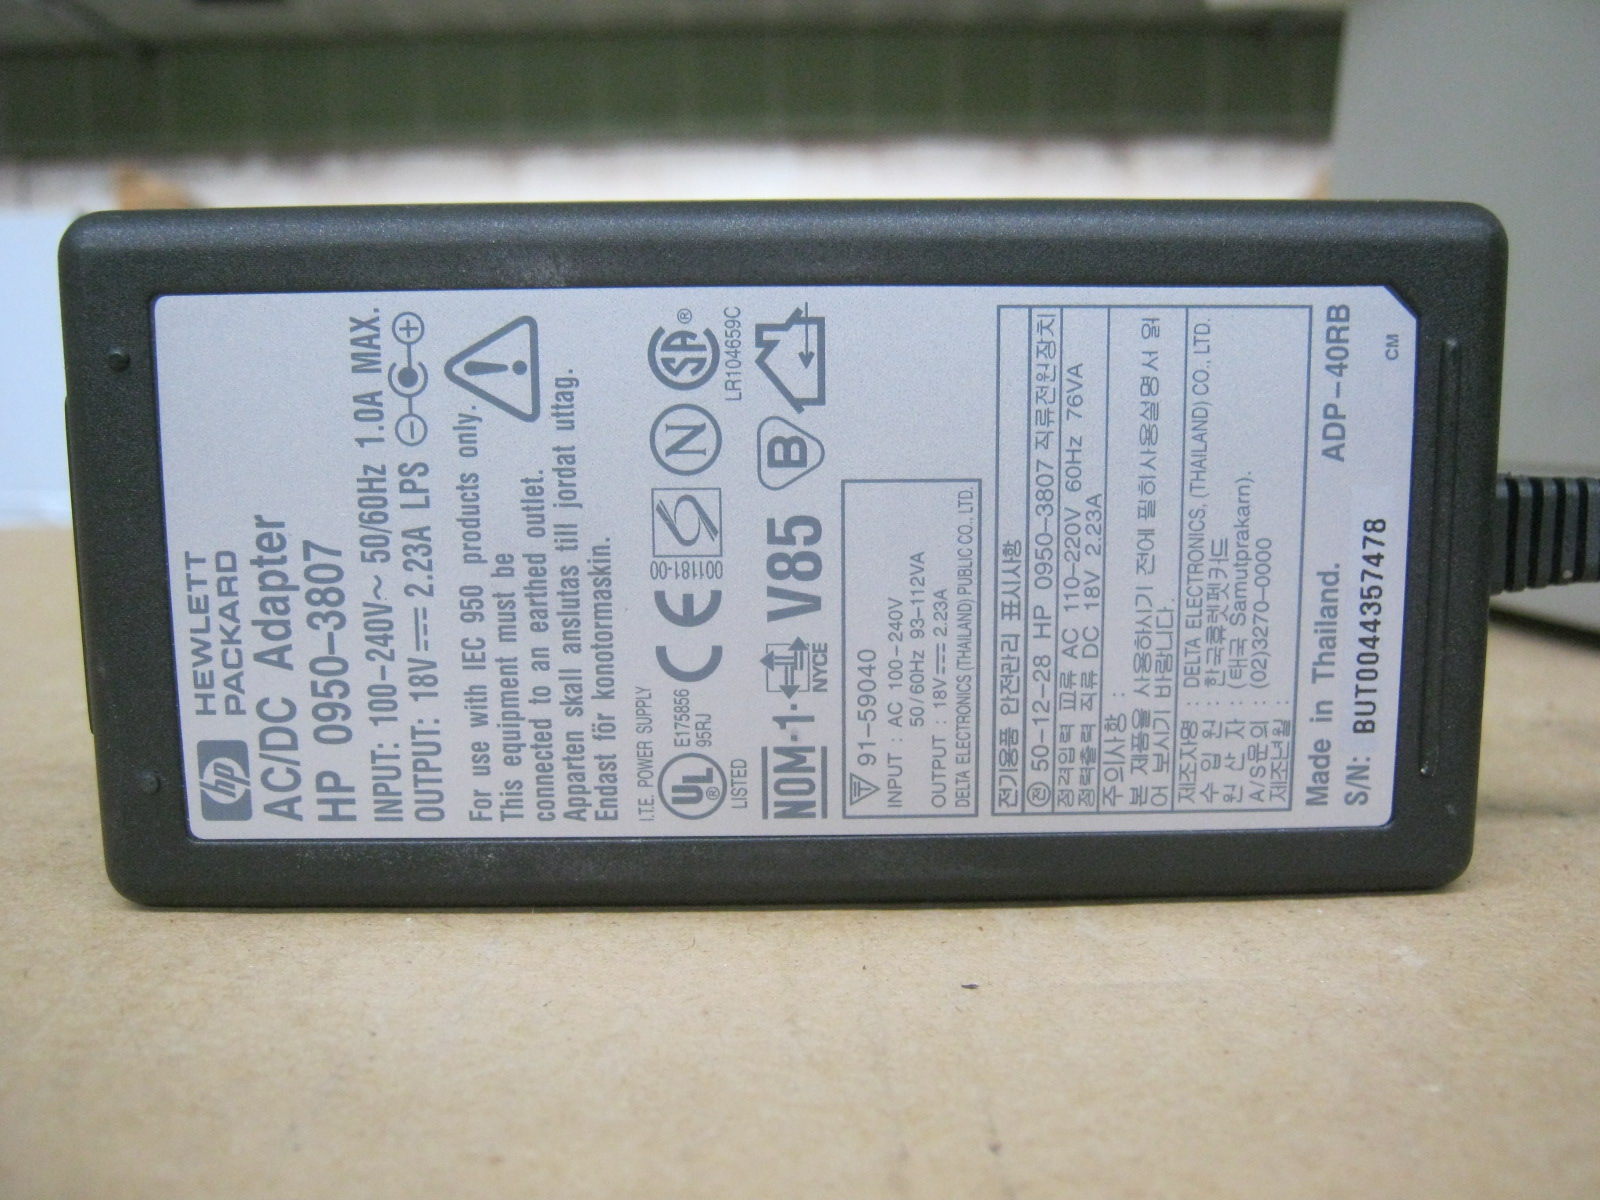 hp HEWLETT
PACKARD
AC/DC Adapter
HP 0950-3807
INPUT: 100-240V~ 50/60Hz 1.0A MAX.
OUTPUT: 18V⎓ 2.23A LPS
For use with IEC 950 products only.
This equipment must be
connected to an earthed outlet.
Apparten skall anslutas till jordat uttag.
Endast för konotormaskin.
I.T.E. POWER SUPPLY
UL ® E175856
95RJ
LISTED
CE
001181-00
N
SA ®
LR104659C
NOM·1·
NYCE
V85
B
91-59040
INPUT : AC 100-240V
50/60Hz 93-112VA
OUTPUT : 18V⎓ 2.23A
DELTA ELECTRONICS (THAILAND) PUBLIC CO., LTD.
전기용품 안전관리 표시사항
전 50-12-28 HP 0950-3807 직류전원장치
정격입력 교류 AC 110-220V 60Hz 76VA
정력출력 직류 DC 18V 2.23A
주의사항 :
본 제품을 사용하시기 전에 필히사용설명서 읽
어 보시기 바랍니다.
제조자명 : DELTA ELECTRONICS, (THAILAND) CO., LTD.
수 입 원 : 한국휴렛팩카드
원 산 지 : (태국 Samutprakarn).
A/S문의 : (02)3270-0000
제조년월 :
Made in Thailand. ADP-40RB
S/N: BUT0044357478
CM